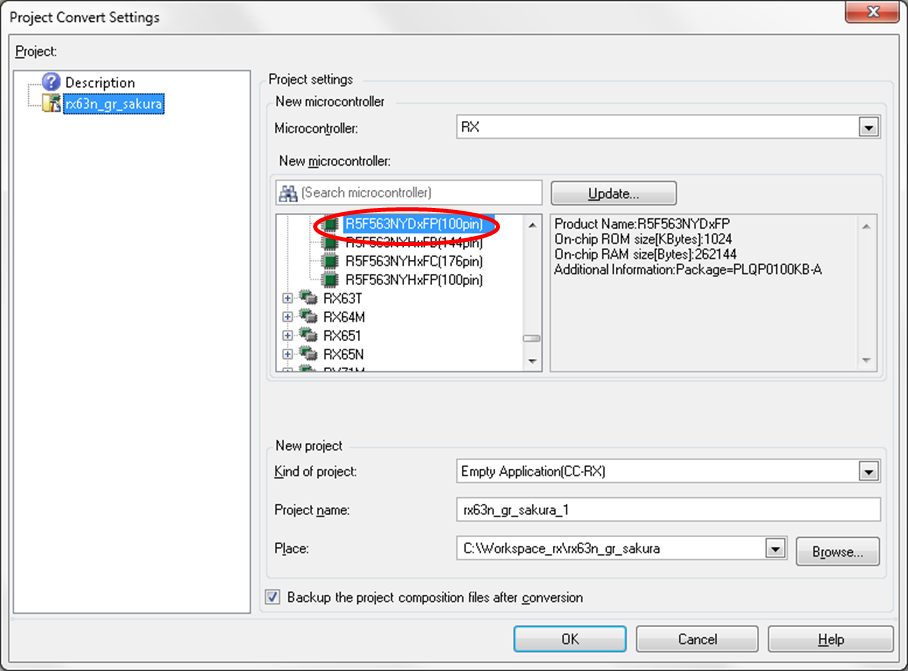 Project Convert Settings
Project:
Description
rx63n_gr_sakura
Project settings
New microcontroller
Microcontroller:
RX
New microcontroller:
(Search microcontroller)
Update...
R5F563NYDxFP(100pin)
R5F563NYHxFB(144pin)
R5F563NYHxFC(176pin)
R5F563NYHxFP(100pin)
RX63T
RX64M
RX651
RX65N
RX71M
Product Name:R5F563NYDxFP
On-chip ROM size[KBytes]:1024
On-chip RAM size[Bytes]:262144
Additional Information:Package=PLQP0100KB-A
New project
Kind of project:
Empty Application(CC-RX)
Project name:
rx63n_gr_sakura_1
Place:
C:\Workspace_rx\rx63n_gr_sakura
Browse...
Backup the project composition files after conversion
OK
Cancel
Help